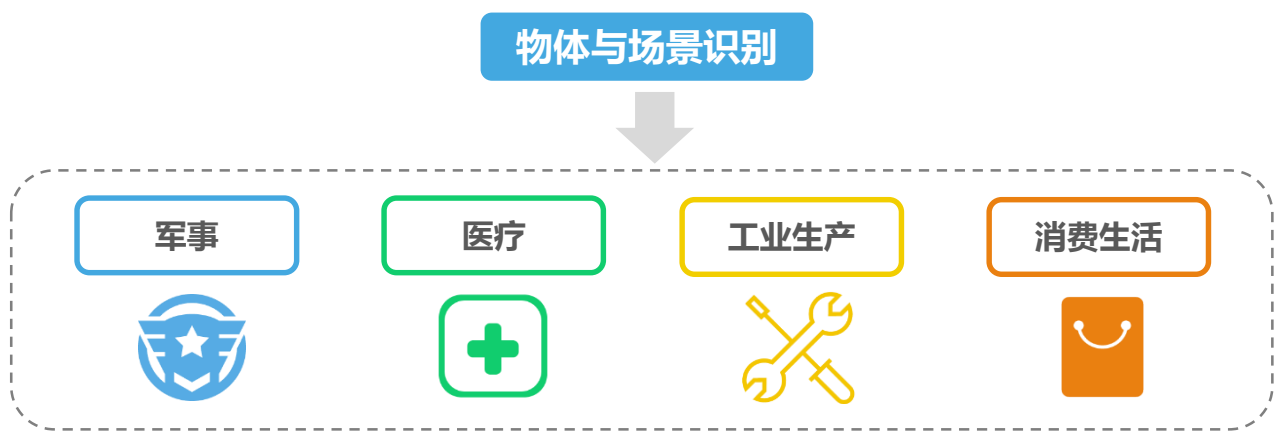 物体与场景识别
军事
医疗
工业生产
消费生活